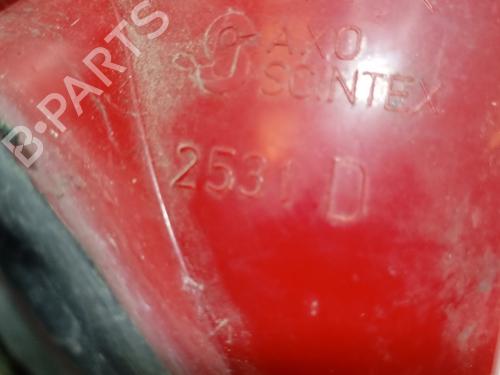 B-PARTS
AXO
SCINTEX
2531 D